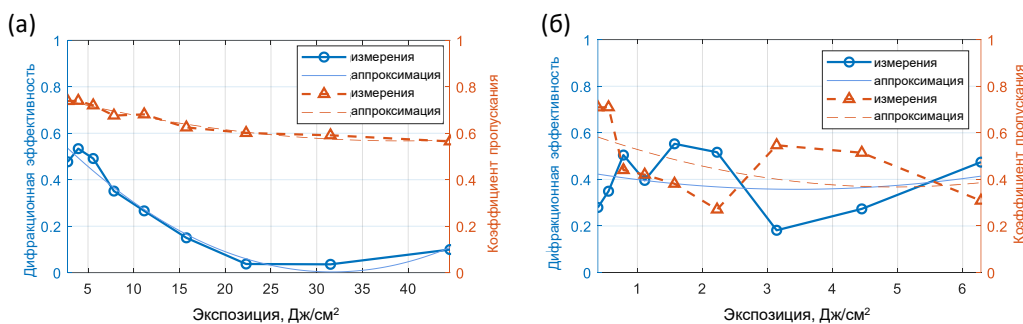 (а)
1
0.8
0.6
0.4
0.2
0
Дифракционная эффективность
5 10 15 20 25 30 35 40
Экспозиция, Дж/см²
1
0.8
0.6
0.4
0.2
0
Коэффициент пропускания
измерения
аппроксимация
измерения
аппроксимация
(б)
1
0.8
0.6
0.4
0.2
0
Дифракционная эффективность
1 2 3 4 5 6
Экспозиция, Дж/см²
1
0.8
0.6
0.4
0.2
0
Коэффициент пропускания
измерения
аппроксимация
измерения
аппроксимация